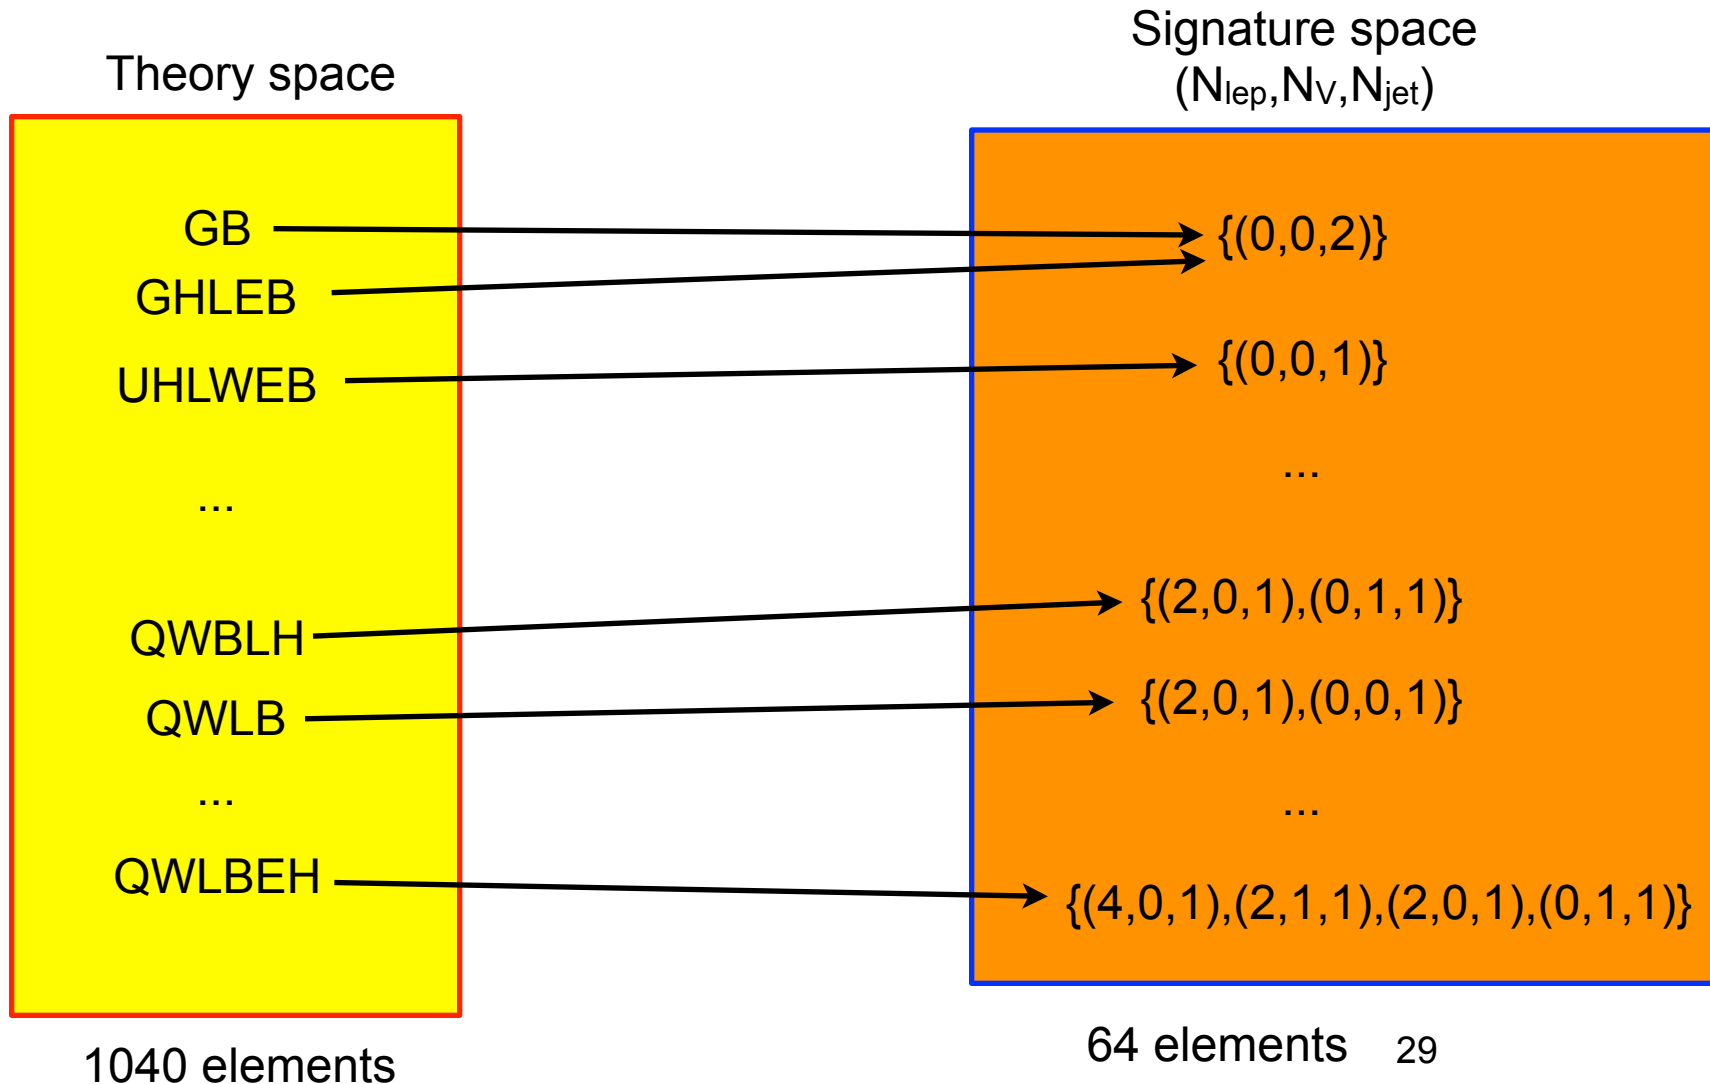 Theory space
GB
GHLEB
UHLWEB
...
QWBLH
QWLB
...
QWLBEH
1040 elements
Signature space
(Nlep,NV,Njet)
{(0,0,2)}
{(0,0,1)}
...
{(2,0,1),(0,1,1)}
{(2,0,1),(0,0,1)}
...
{(4,0,1),(2,1,1),(2,0,1),(0,1,1)}
64 elements
29